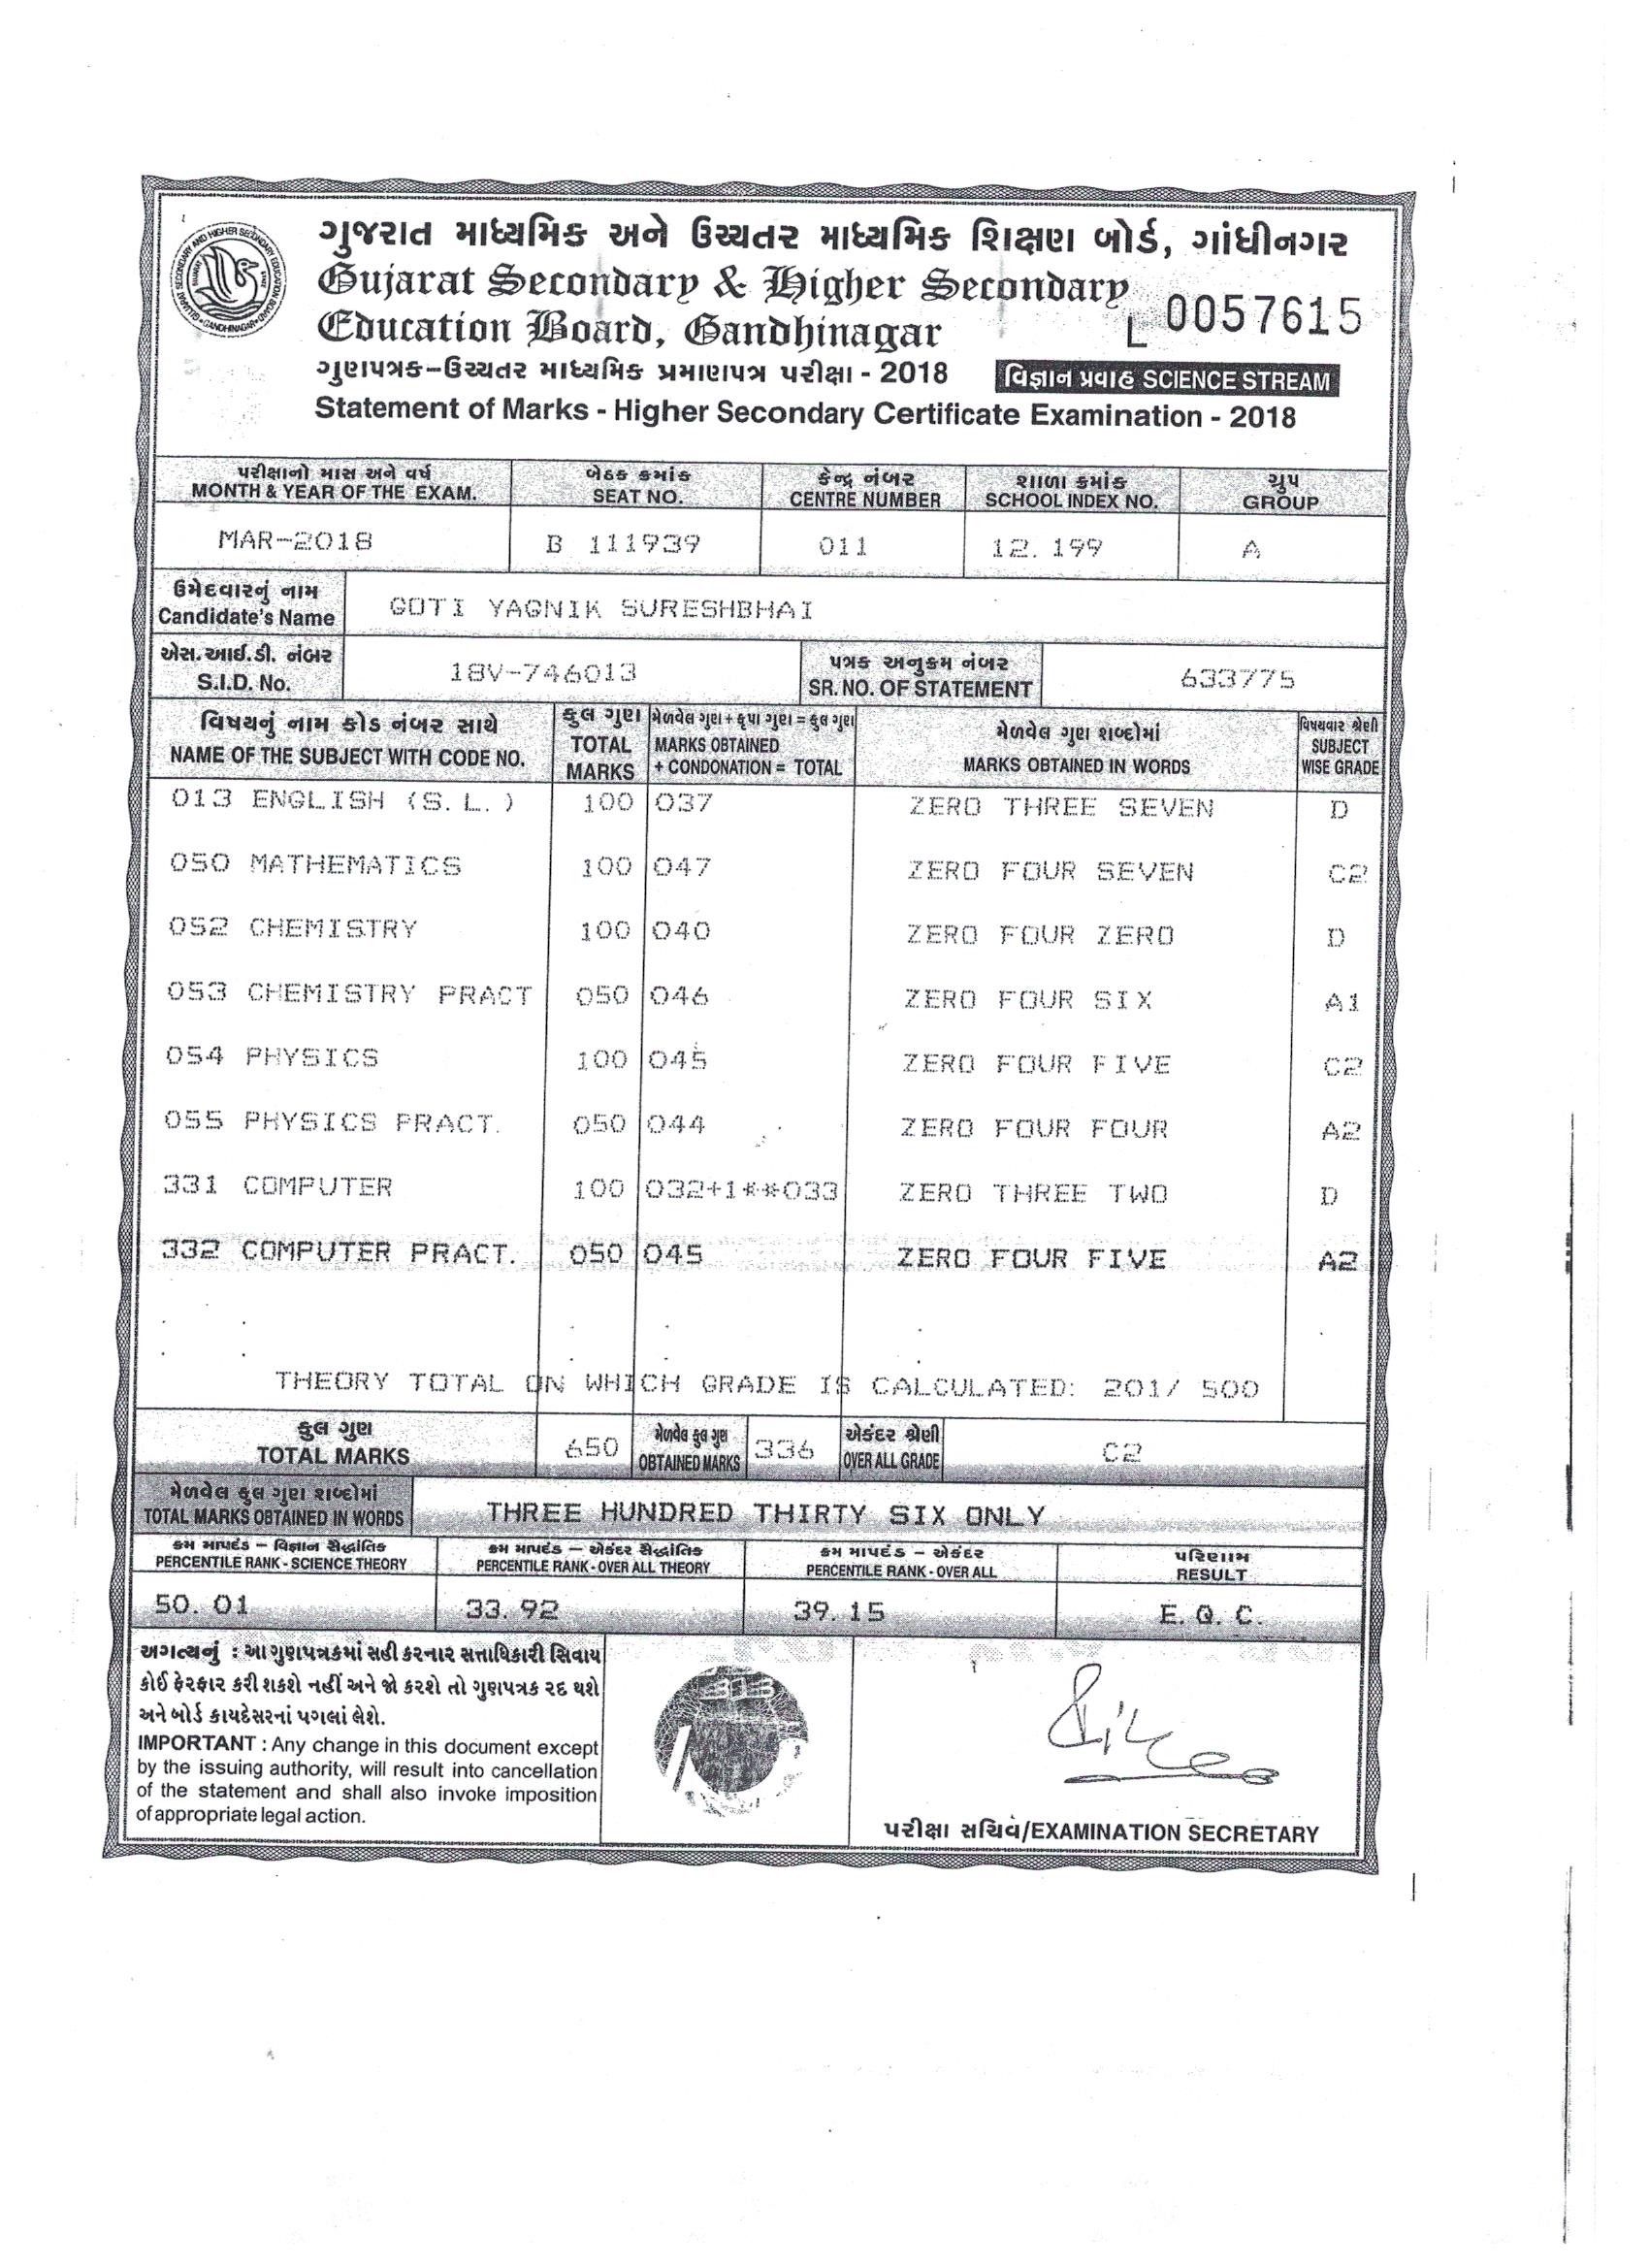 ગુજરાત માધ્યમિક અને ઉચ્ચતર માધ્યમિક શિક્ષણ બોર્ડ, ગાંધીનગર
Gujarat Secondary & Higher Secondary
Education Board, Gandhinagar
L 0057615
GUJARAT SECONDARY AND HIGHER SECONDARY EDUCATION BOARD • GANDHINAGAR •
ગુણપત્રક-ઉચ્ચતર માધ્યમિક પ્રમાણપત્ર પરીક્ષા - 2018 વિજ્ઞાન પ્રવાહ SCIENCE STREAM
Statement of Marks - Higher Secondary Certificate Examination - 2018
પરીક્ષાનો માસ અને વર્ષ બેઠક ક્રમાંક કેન્દ્ર નંબર શાળા ક્રમાંક ગ્રુપ
MONTH & YEAR OF THE EXAM. SEAT NO. CENTRE NUMBER SCHOOL INDEX NO. GROUP
MAR-2018 B 111939 011 12. 199 A
ઉમેદવારનું નામ
Candidate's Name GOTI YAGNIK SURESHBHAI
એસ.આઈ.ડી. નંબર પત્રક અનુક્રમ નંબર
S.I.D. No. 18V-746013 SR. NO. OF STATEMENT 633775
વિષયનું નામ કોડ નંબર સાથે કુલ ગુણ મેળવેલ ગુણ + કૃપા ગુણ = કુલ ગુણ મેળવેલ ગુણ શબ્દોમાં વિષયવાર શ્રેણી
NAME OF THE SUBJECT WITH CODE NO. TOTAL MARKS MARKS OBTAINED + CONDONATION = TOTAL MARKS OBTAINED IN WORDS SUBJECT WISE GRADE
013 ENGLISH (S. L. ) 100 037 ZERO THREE SEVEN D
050 MATHEMATICS 100 047 ZERO FOUR SEVEN C2
052 CHEMISTRY 100 040 ZERO FOUR ZERO D
053 CHEMISTRY PRACT 050 046 ZERO FOUR SIX A1
054 PHYSICS 100 045 ZERO FOUR FIVE C2
055 PHYSICS PRACT. 050 044 ZERO FOUR FOUR A2
331 COMPUTER 100 032+1**033 ZERO THREE TWO D
332 COMPUTER PRACT. 050 045 ZERO FOUR FIVE A2
THEORY TOTAL ON WHICH GRADE IS CALCULATED: 201/ 500
કુલ ગુણ મેળવેલ કુલ ગુણ એકંદર શ્રેણી
TOTAL MARKS 650 OBTAINED MARKS 336 OVER ALL GRADE C2
મેળવેલ કુલ ગુણ શબ્દોમાં
TOTAL MARKS OBTAINED IN WORDS THREE HUNDRED THIRTY SIX ONLY
ક્રમ માપદંડ – વિજ્ઞાન સૈદ્ધાંતિક ક્રમ માપદંડ – એકંદર સૈદ્ધાંતિક ક્રમ માપદંડ – એકંદર પરિણામ
PERCENTILE RANK - SCIENCE THEORY PERCENTILE RANK - OVER ALL THEORY PERCENTILE RANK - OVER ALL RESULT
50. 01 33. 92 39. 15 E. Q. C.
અગત્યનું : આ ગુણપત્રકમાં સહી કરનાર સત્તાધિકારી સિવાય
કોઈ ફેરફાર કરી શકશે નહીં અને જો કરશે તો ગુણપત્રક રદ થશે
અને બોર્ડ કાયદેસરનાં પગલાં લેશે.
IMPORTANT : Any change in this document except
by the issuing authority, will result into cancellation
of the statement and shall also invoke imposition
of appropriate legal action.
313
પરીક્ષા સચિવ/EXAMINATION SECRETARY